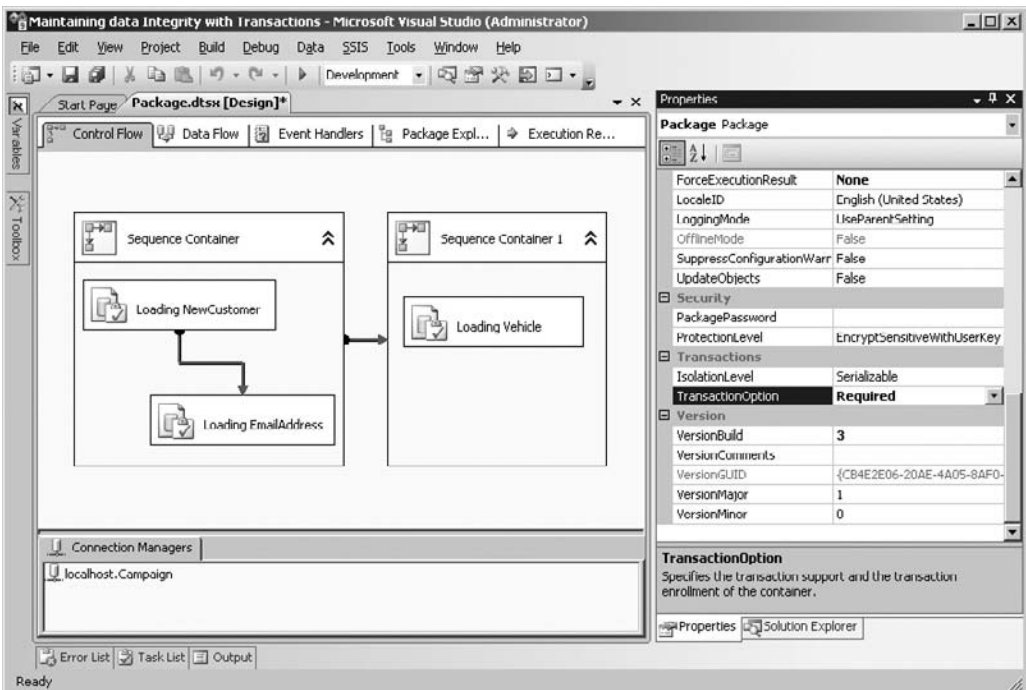 Maintaining data Integrity with Transactions - Microsoft Visual Studio (Administrator)
File Edit View Project Build Debug Data SSIS Tools Window Help
Development
Start Page Package.dtsx [Design]*
Variables
Toolbox
Control Flow Data Flow Event Handlers Package Expl... Execution Re...
Sequence Container
Loading NewCustomer
Loading EmailAddress
Sequence Container 1
Loading Vehicle
Connection Managers
localhost.Campaign
Properties
Package Package
ForceExecutionResult None
LocaleID English (United States)
LoggingMode UseParentSetting
OfflineMode False
SuppressConfigurationWarr False
UpdateObjects False
Security
PackagePassword
ProtectionLevel EncryptSensitiveWithUserKey
Transactions
IsolationLevel Serializable
TransactionOption Required
Version
VersionBuild 3
VersionComments
VersionGUID {CB4E2E06-20AE-4A05-8AF0-
VersionMajor 1
VersionMinor 0
TransactionOption
Specifies the transaction support and the transaction
enrollment of the container.
Properties Solution Explorer
Error List Task List Output
Ready